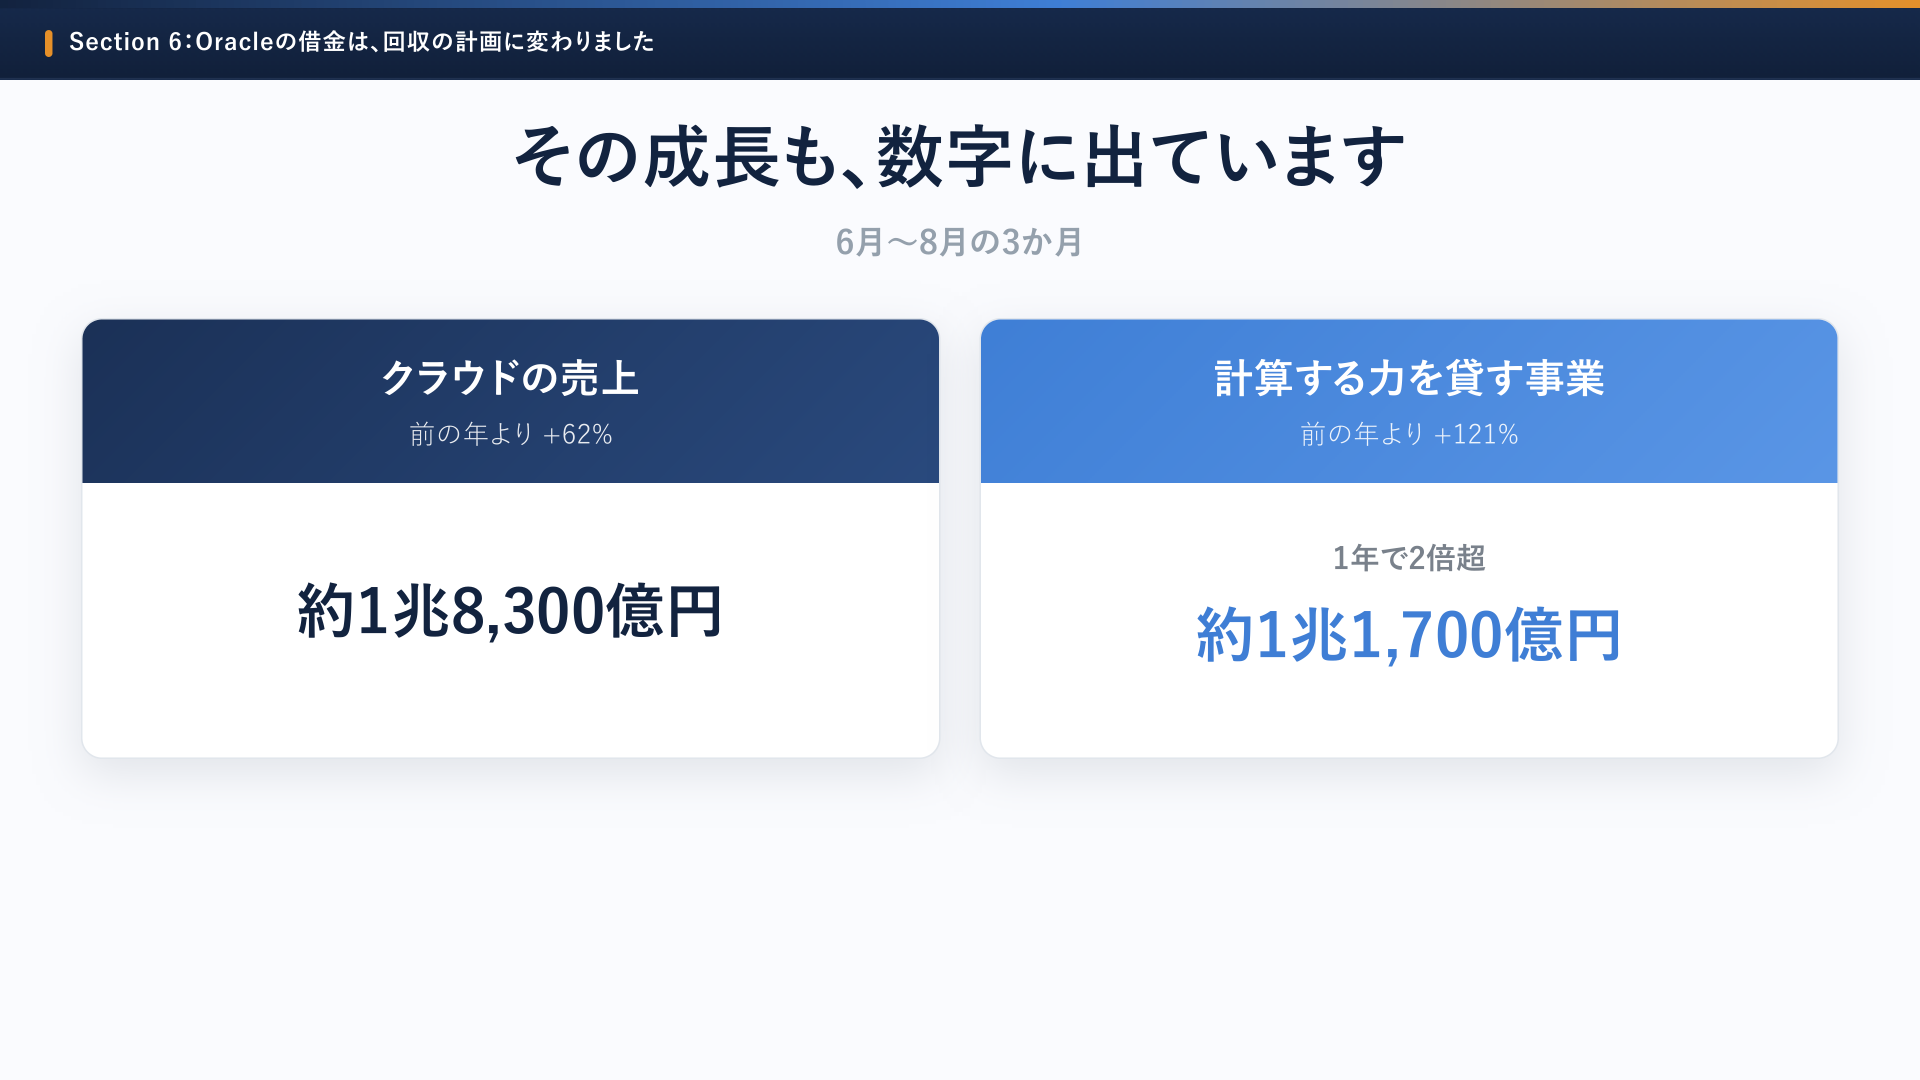 Section 6：Oracleの借金は、回収の計画に変わりました
その成長も、数字に出ています
6月〜8月の3か月
クラウドの売上
前の年より +62%
約1兆8,300億円
計算する力を貸す事業
前の年より +121%
1年で2倍超
約1兆1,700億円